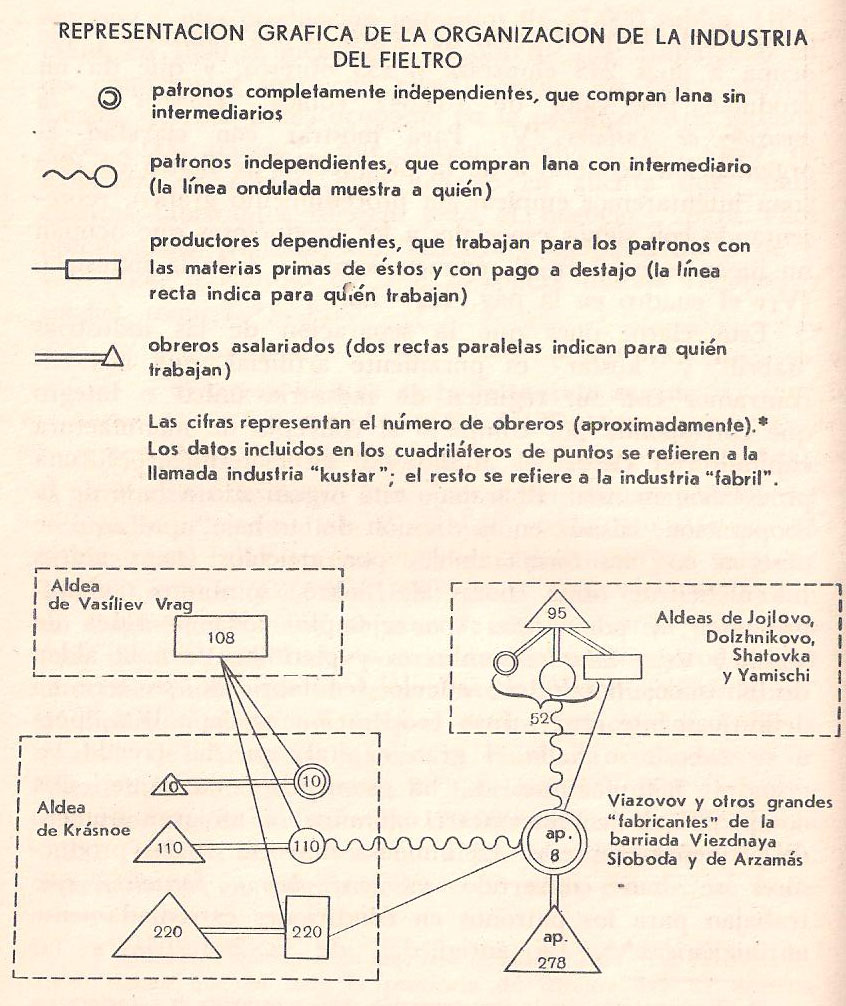 REPRESENTACION GRAFICA DE LA ORGANIZACION DE LA INDUSTRIA
DEL FIELTRO
patronos completamente independientes, que compran lana sin
intermediarios
patronos independientes, que compran lana con intermediario
(la línea ondulada muestra a quién)
productores dependientes, que trabajan para los patronos con
las materias primas de éstos y con pago a destajo (la línea
recta indica para quién trabajan)
obreros asalariados (dos rectas paralelas indican para quién
trabajan)
Las cifras representan el número de obreros (aproximadamente).*
Los datos incluidos en los cuadriláteros de puntos se refieren a la
llamada industria "kustar"; el resto se refiere a la industria "fabril".
Aldea
de Vasíliev Vrag
108
95
Aldeas de Jojlovo,
Dolzhnikovo,
Shatovka
y Yamischi
52
Aldea
de Krásnoe
10
10
110
110
220
220
ap.
8
Viazovov y otros grandes
"fabricantes" de la
barriada Viezdnaya
Sloboda y de Arzamás
ap.
278